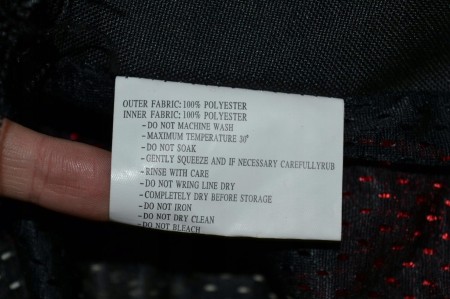 OUTER FABRIC: 100% POLYESTER
INNER FABRIC: 100% POLYESTER
-DO NOT MACHINE WASH
-MAXIMUM TEMPERATURE 30°
-DO NOT SOAK
-GENTLY SQUEEZE AND IF NECESSARY CAREFULLYRUB
-RINSE WITH CARE
-DO NOT WRING LINE DRY
-COMPLETELY DRY BEFORE STORAGE
-DO NOT IRON
-DO NOT DRY CLEAN
-DO NOT BLEACH